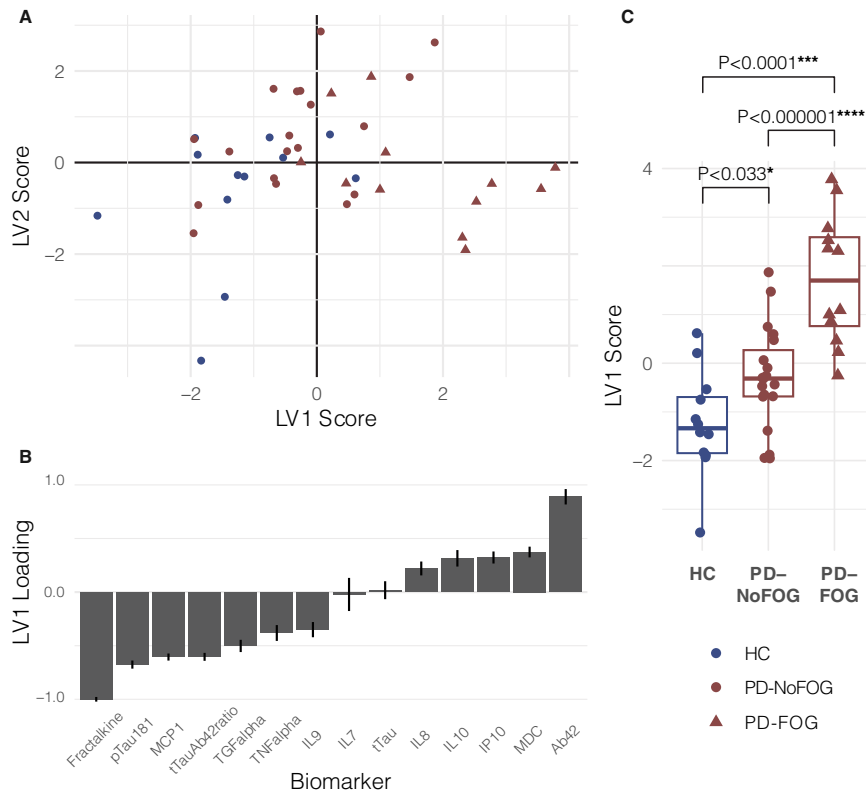 A
2
0
−2
LV2 Score
−2
0
2
LV1 Score
B
1.0
0.0
−1.0
LV1 Loading
Fractalkine
pTau181
MCP1
tTauAb42ratio
TGFalpha
TNFalpha
IL9
IL7
tTau
IL8
IL10
IP10
MDC
Ab42
Biomarker
C
P<0.0001***
P<0.000001****
P<0.033*
4
0
−2
LV1 Score
HC
PD−
NoFOG
PD−
FOG
HC
PD-NoFOG
PD-FOG